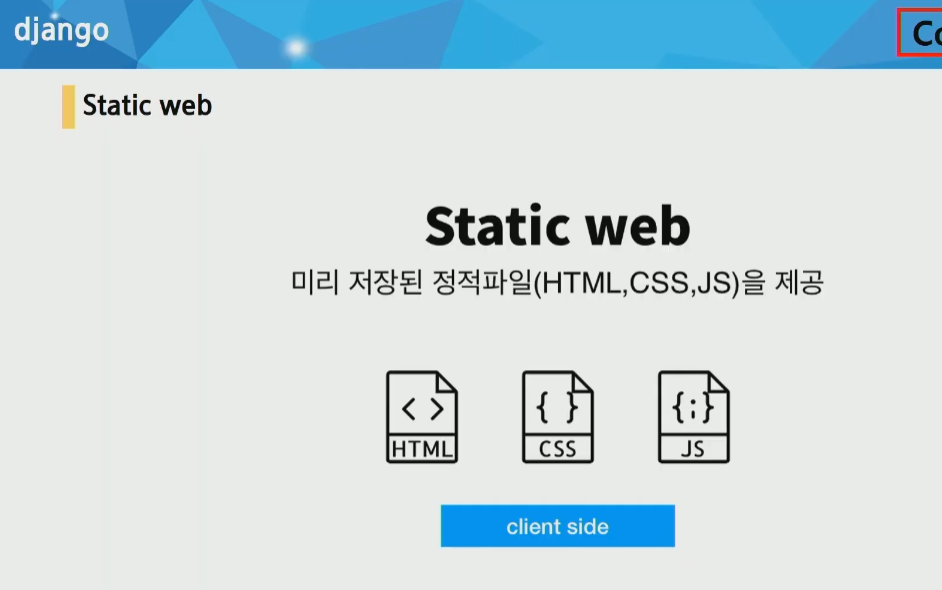 django
Static web
Static web
미리 저장된 정적파일(HTML,CSS,JS)을 제공
< > { } {;}
HTML CSS JS
client side